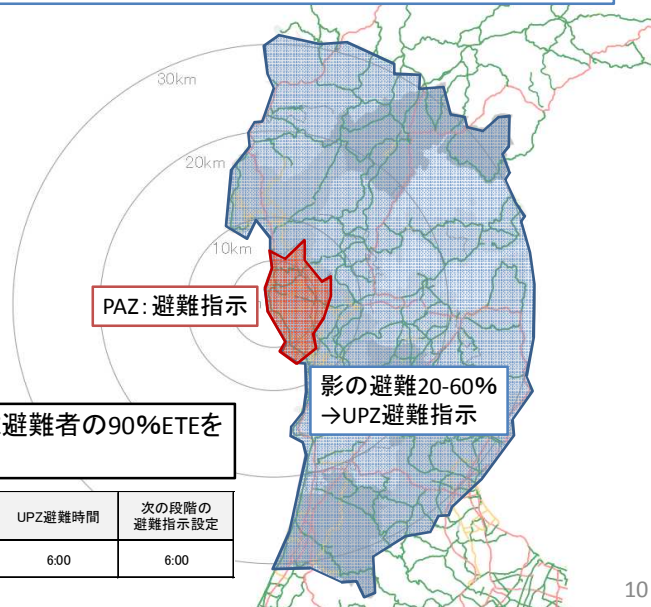 30km
20km
10km
PAZ：避難指示
影の避難20-60%
→UPZ避難指示
避難者の90%ETEを
UPZ避難時間
次の段階の
避難指示設定
6:00
6:00
10